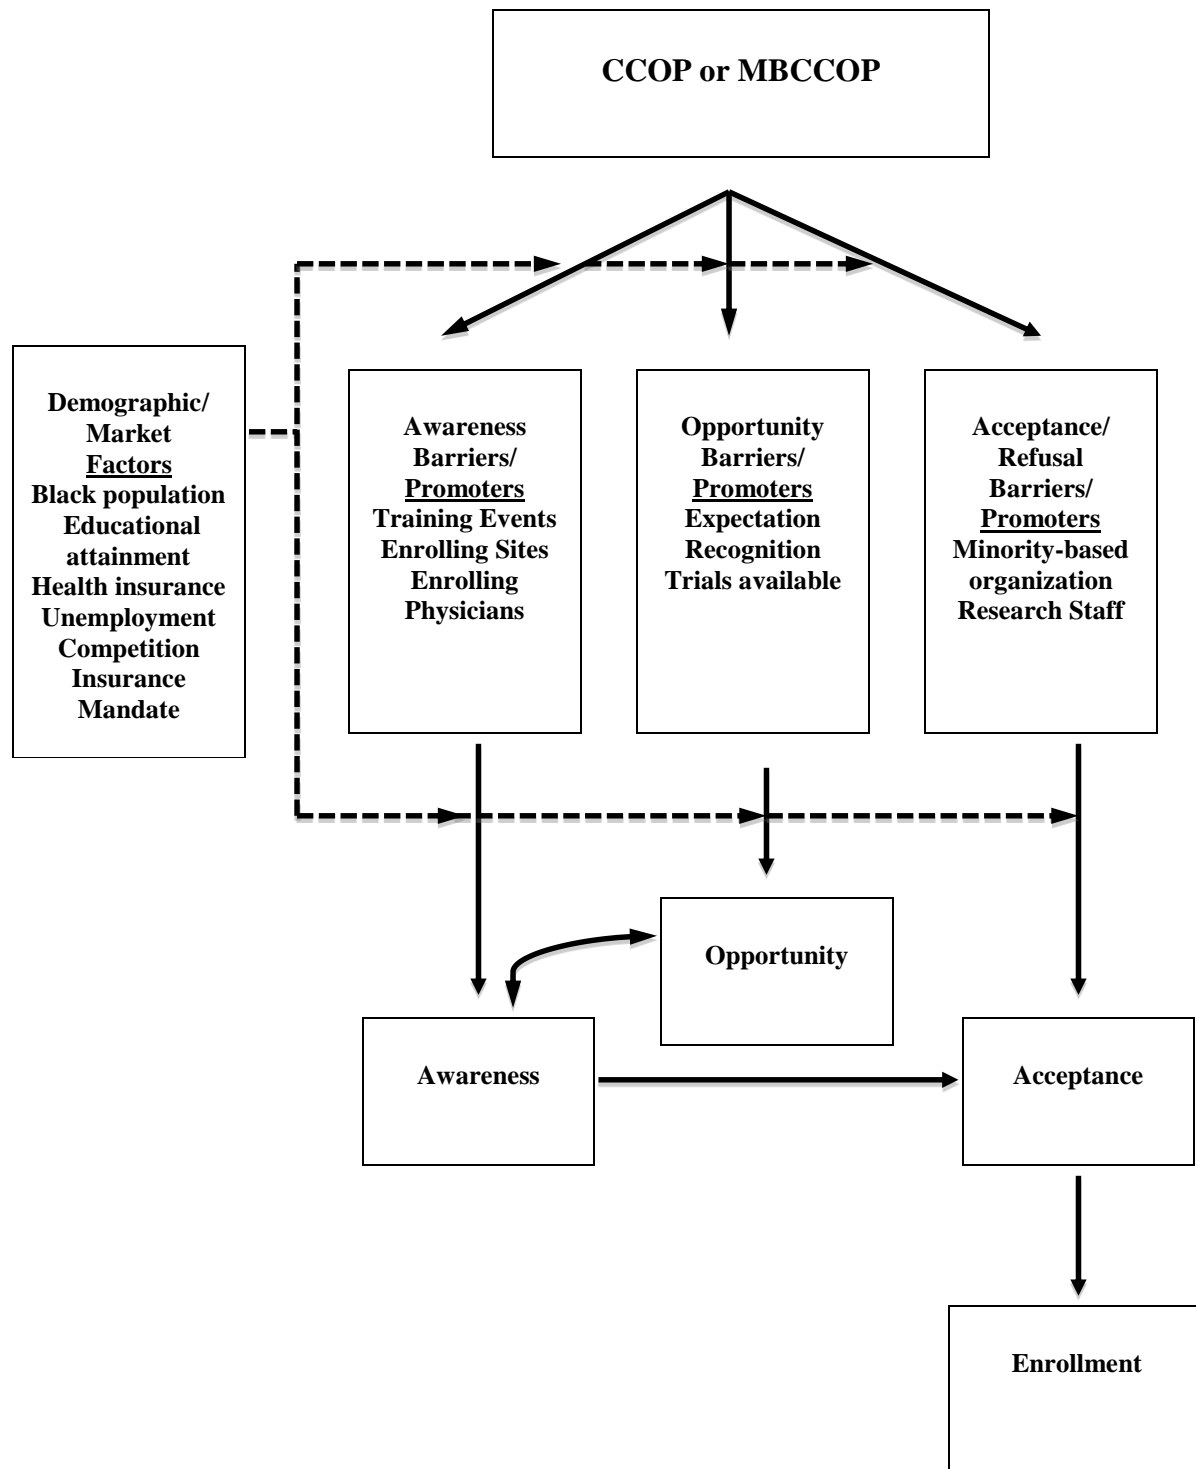 CCOP or MBCCOP
Demographic/
Market
Factors
Black population
Educational
attainment
Health insurance
Unemployment
Competition
Insurance
Mandate
Awareness
Barriers/
Promoters
Training Events
Enrolling Sites
Enrolling
Physicians
Opportunity
Barriers/
Promoters
Expectation
Recognition
Trials available
Acceptance/
Refusal
Barriers/
Promoters
Minority-based
organization
Research Staff
Opportunity
Awareness
Acceptance
Enrollment